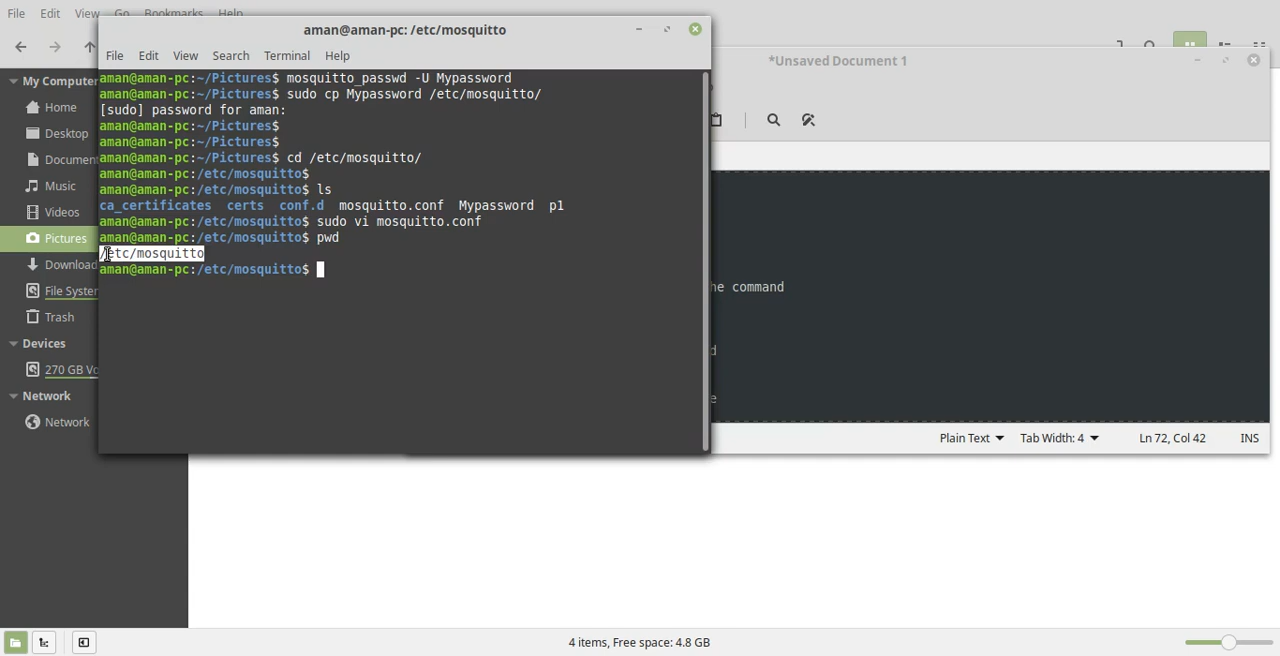 File Edit View Go Bookmarks Help
aman@aman-pc: /etc/mosquitto
File Edit View Search Terminal Help
aman@aman-pc:~/Pictures$ mosquitto_passwd -U Mypassword
aman@aman-pc:~/Pictures$ sudo cp Mypassword /etc/mosquitto/
[sudo] password for aman:
aman@aman-pc:~/Pictures$
aman@aman-pc:~/Pictures$
aman@aman-pc:~/Pictures$ cd /etc/mosquitto/
aman@aman-pc:/etc/mosquitto$
aman@aman-pc:/etc/mosquitto$ ls
ca_certificates certs conf.d mosquitto.conf Mypassword p1
aman@aman-pc:/etc/mosquitto$ sudo vi mosquitto.conf
aman@aman-pc:/etc/mosquitto$ pwd
/etc/mosquitto
aman@aman-pc:/etc/mosquitto$
My Computer
Home
Desktop
Document
Music
Videos
Pictures
Download
File System
Trash
Devices
270 GB Vo
Network
Network
*Unsaved Document 1
he command
d
e
Plain Text Tab Width: 4 Ln 72, Col 42 INS
4 items, Free space: 4.8 GB